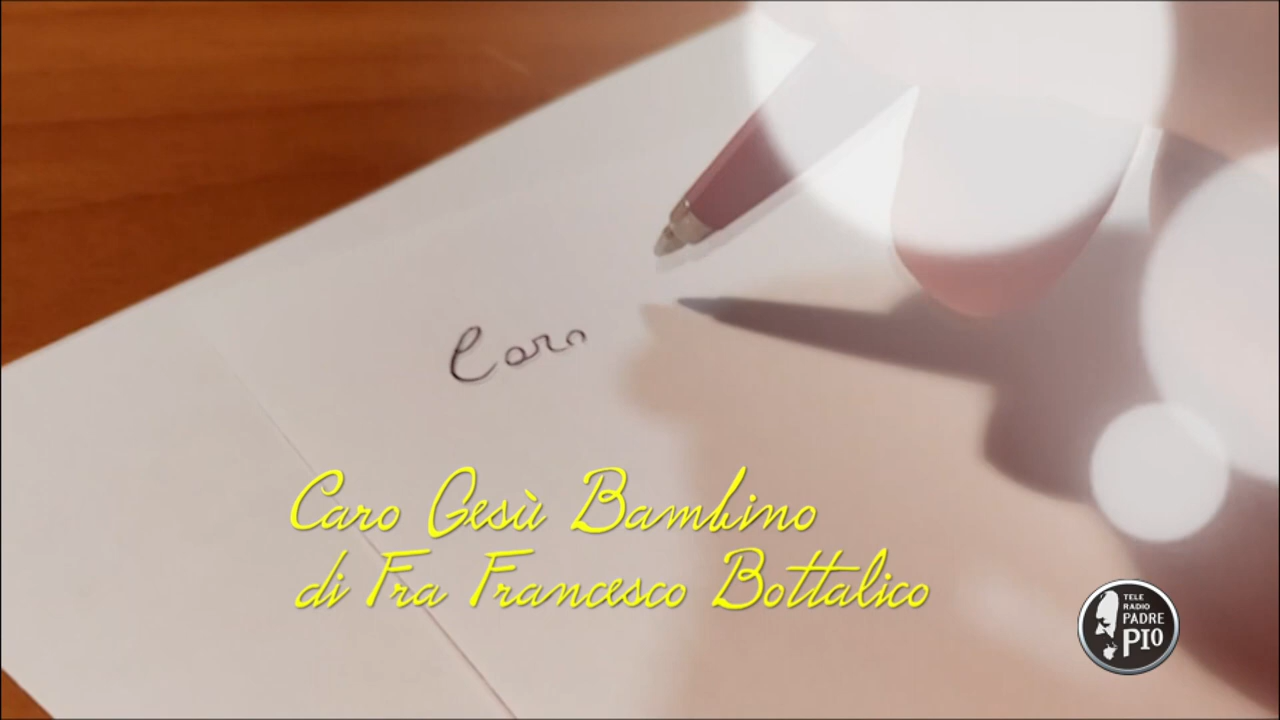 Caro
Caro Gesù Bambino
di Fra Francesco Bottalico
TELE
RADIO
PADRE
PIO